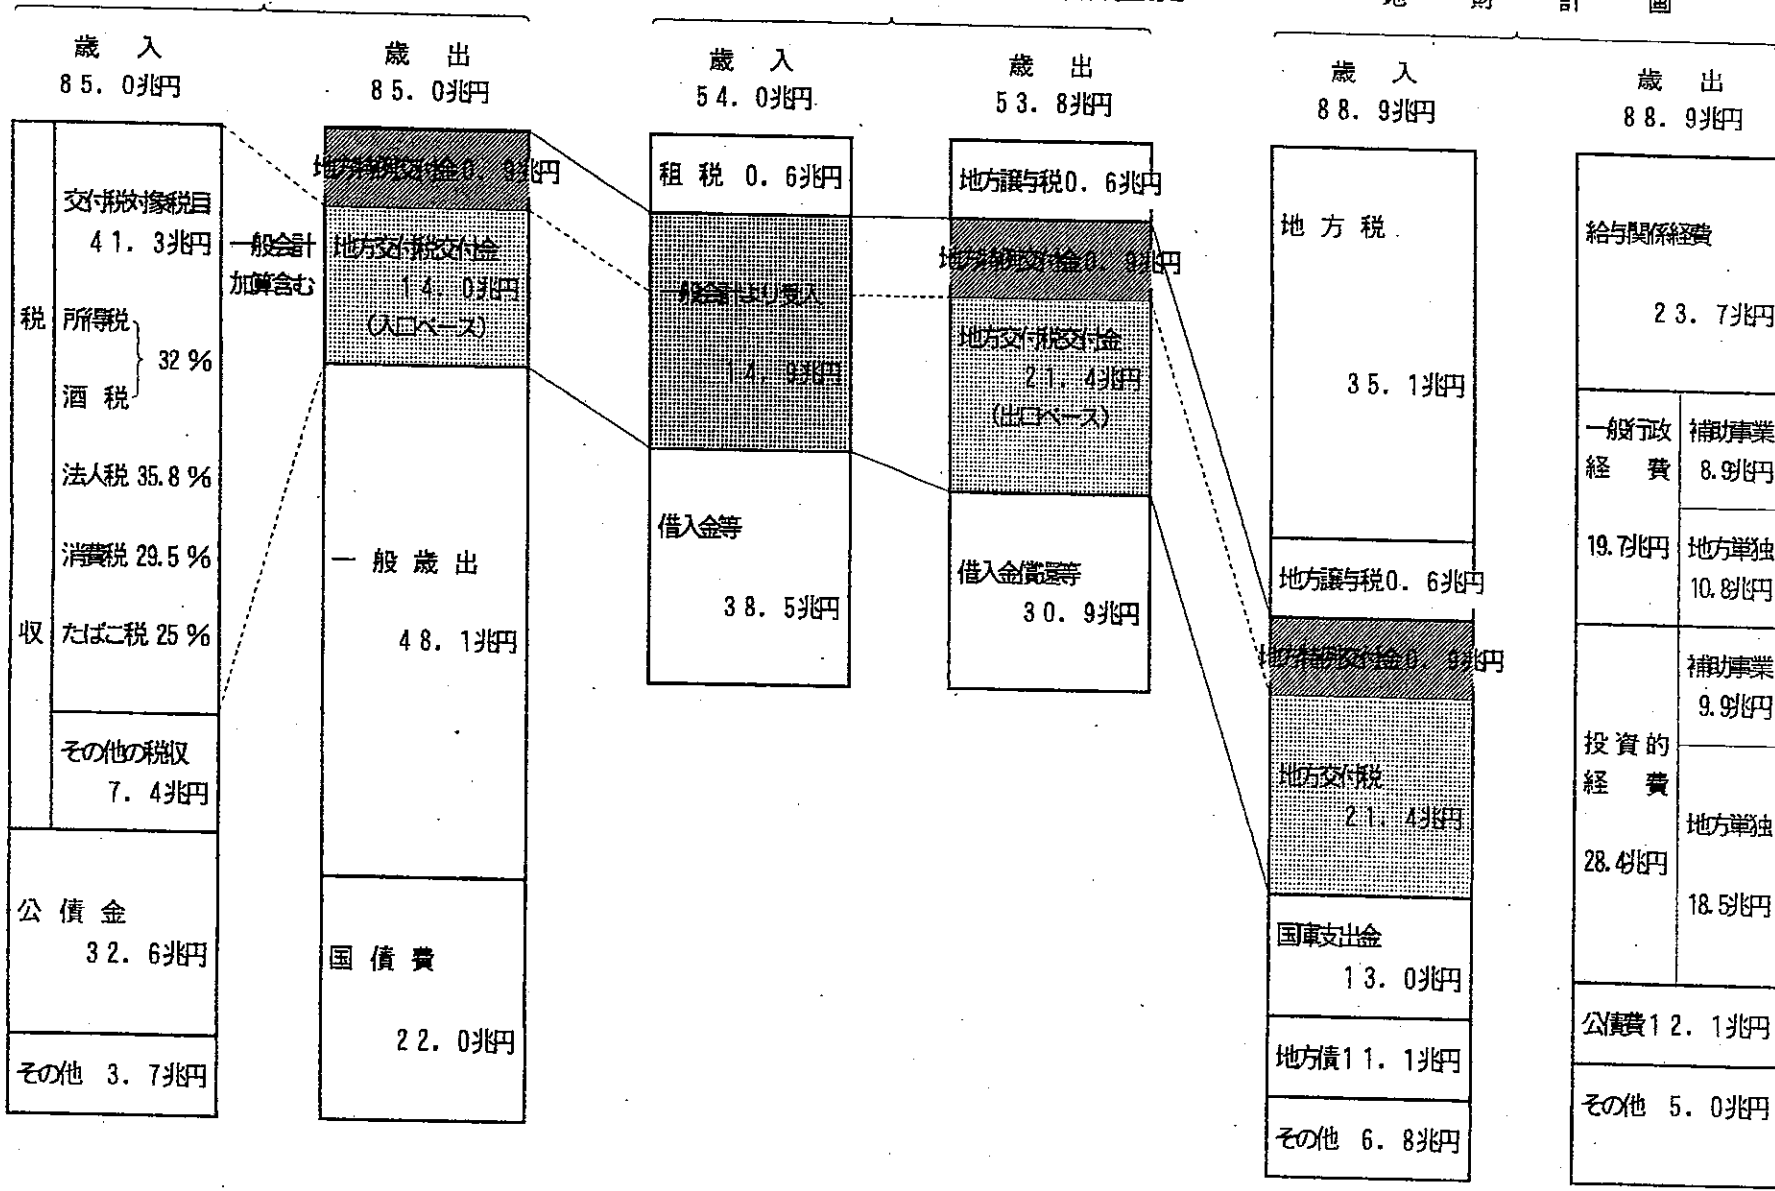 地 財 計 画
歳 入
85.0兆円
歳 出
85.0兆円
歳 入
54.0兆円
歳 出
53.8兆円
歳 入
88.9兆円
歳 出
88.9兆円
税
収
交付税対象税目
41.3兆円
所得税
酒 税
32%
法人税 35.8%
消費税 29.5%
たばこ税 25%
その他の税収
7.4兆円
公 債 金
32.6兆円
その他 3.7兆円
一般会計
加算含む
地方特例交付金0.9兆円
地方交付税交付金
14.0兆円
(入口ベース)
一 般 歳 出
48.1兆円
国 債 費
22.0兆円
租 税 0.6兆円
一般会計より受入
14.9兆円
借入金等
38.5兆円
地方譲与税0.6兆円
地方特例交付金0.9兆円
地方交付税交付金
21.4兆円
(出口ベース)
借入金償還等
30.9兆円
地 方 税
35.1兆円
地方譲与税0.6兆円
地方特例交付金0.9兆円
地方交付税
21.4兆円
国庫支出金
13.0兆円
地方債11.1兆円
その他 6.8兆円
給与関係経費
23.7兆円
一般行政
経 費
19.7兆円
補助事業
8.9兆円
地方単独
10.8兆円
投資的
経 費
28.4兆円
補助事業
9.9兆円
地方単独
18.5兆円
公債費12.1兆円
その他 5.0兆円